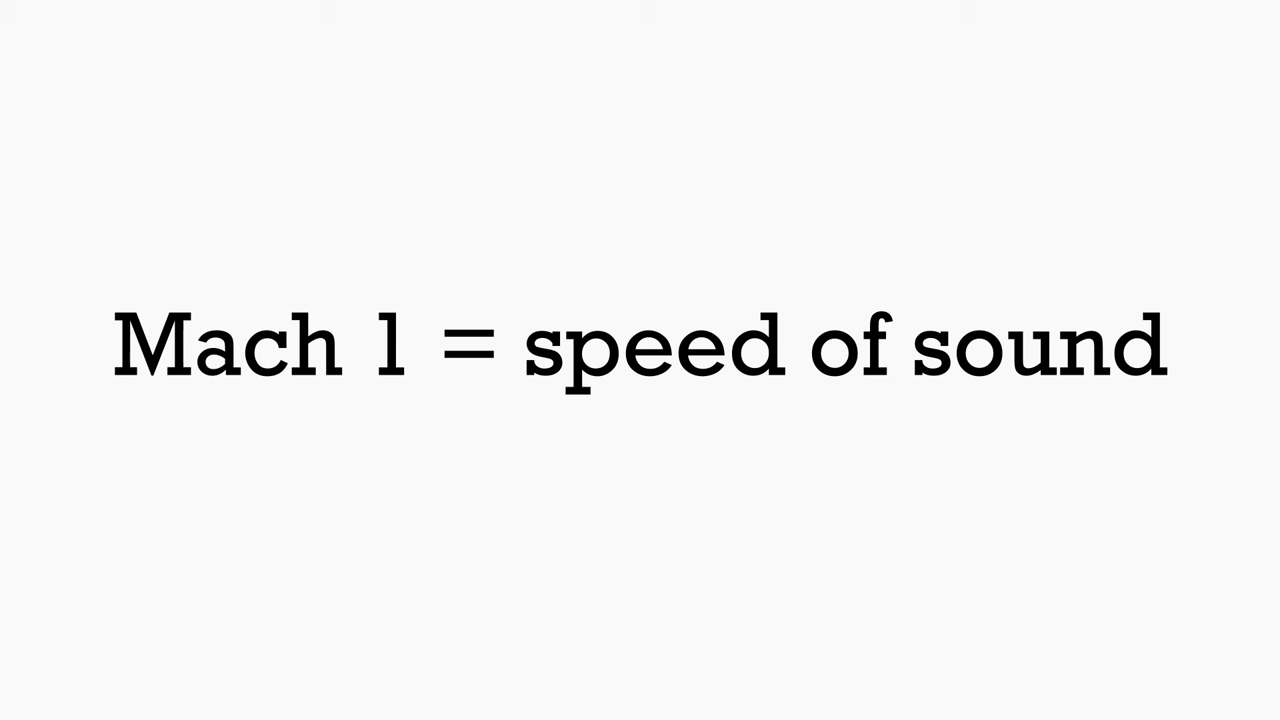 Mach 1 = speed of sound